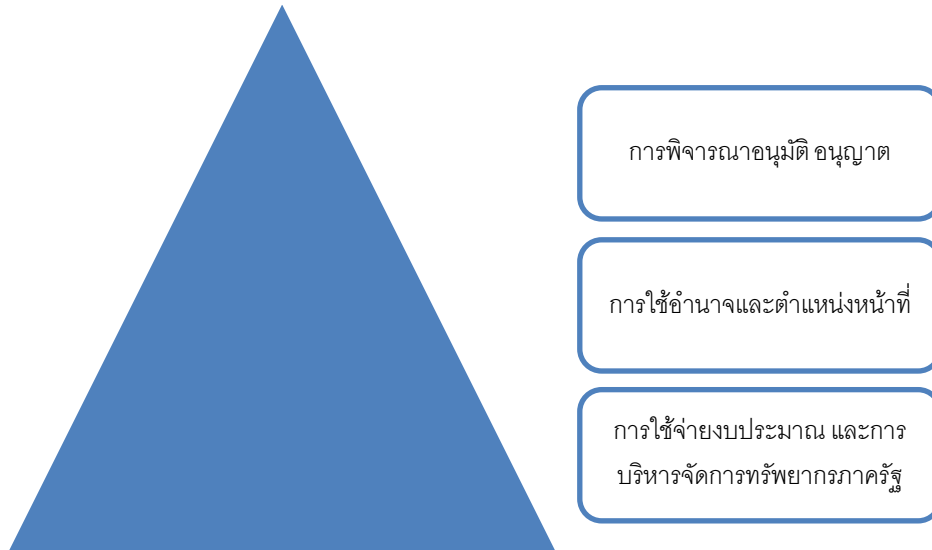 การพิจารณาอนุมัติ อนุญาต
การใช้อำนาจและตำแหน่งหน้าที่
การใช้จ่ายงบประมาณ และการ
บริหารจัดการทรัพยากรภาครัฐ